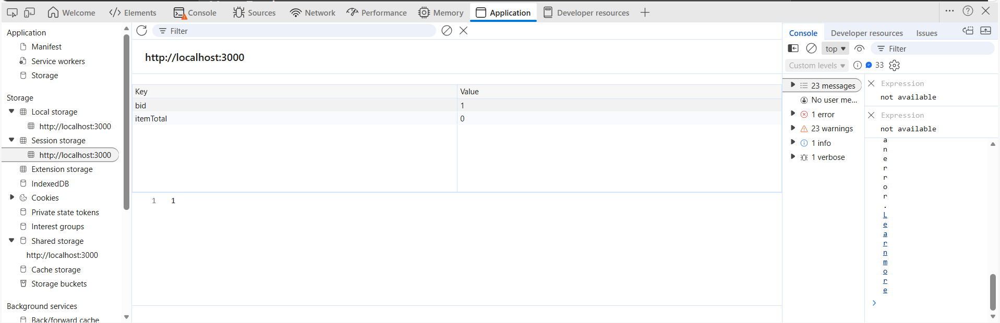 Welcome
Elements
Console
Sources
Network
Performance
Memory
Application
Developer resources
Application
Manifest
Service workers
Storage
Storage
Local storage
http://localhost:3000
Session storage
http://localhost:3000
Extension storage
IndexedDB
Cookies
Private state tokens
Interest groups
Shared storage
http://localhost:3000
Cache storage
Storage buckets
Background services
Back/forward cache
Filter
http://localhost:3000
Key Value
bid 1
itemTotal 0
1 1
Console Developer resources Issues
top Filter
Custom levels 33
23 messages
No user me...
1 error
23 warnings
1 info
1 verbose
Expression
not available
Expression
not available
a
n
e
r
r
o
r
.
L
e
a
r
n
m
o
r
e